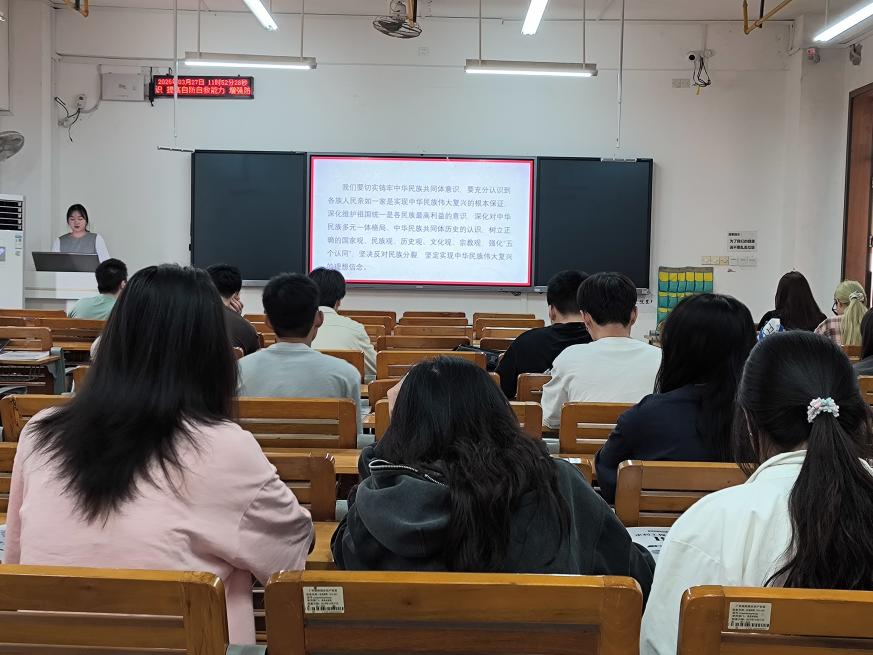 2025年03月27日 11时52分28秒
识 提高自防自救能力 增强防
我们要切实铸牢中华民族共同体意识，要充分认识到
各族人民亲如一家是实现中华民族伟大复兴的根本保证，
深化维护祖国统一是各民族最高利益的意识，深化对中华
民族多元一体格局、中华民族共同体历史的认识，树立正
确的国家观、民族观、历史观、文化观、宗教观，强化“五
个认同”，坚决反对民族分裂，坚定实现中华民族伟大复兴
的理想信念。